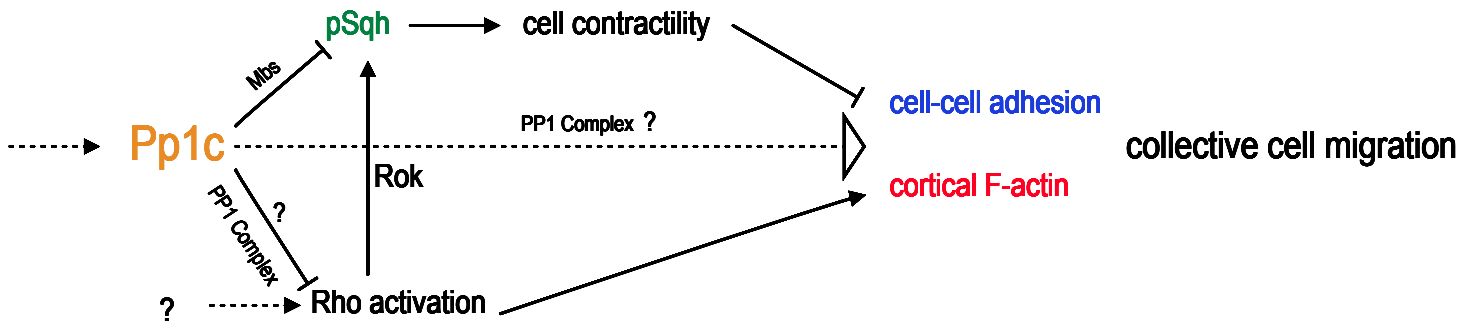 pSqh
cell contractility
Mbs
cell-cell adhesion
PP1 Complex ?
Pp1c
collective cell migration
Rok
cortical F-actin
?
PP1 Complex
Rho activation
?